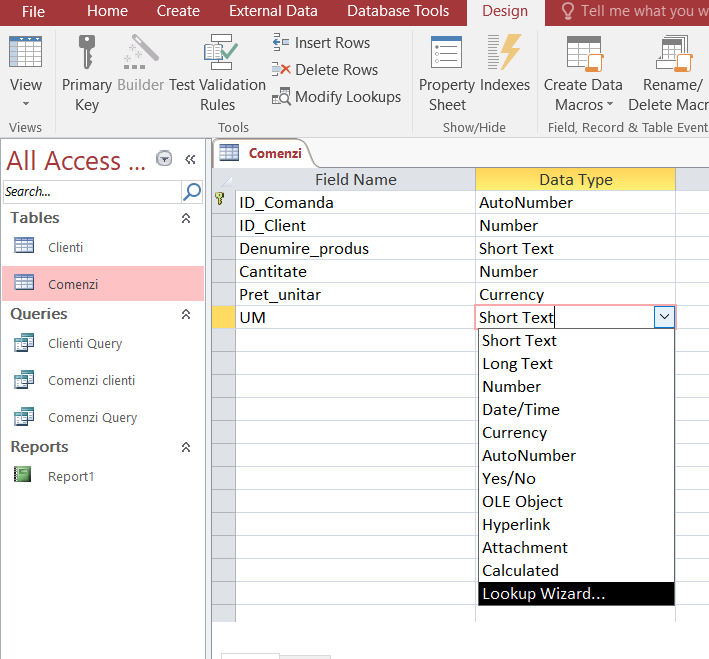 File Home Create External Data Database Tools Design Tell me what you w
View
Primary Key
Builder
Test Validation Rules
Insert Rows
Delete Rows
Modify Lookups
Property Sheet
Indexes
Create Data Macros
Rename/ Delete Macr
Views Tools Show/Hide Field, Record & Table Event
All Access ...
Search...
Tables
Clienti
Comenzi
Queries
Clienti Query
Comenzi clienti
Comenzi Query
Reports
Report1
Comenzi
Field Name Data Type
ID_Comanda AutoNumber
ID_Client Number
Denumire_produs Short Text
Cantitate Number
Pret_unitar Currency
UM Short Text
Short Text
Long Text
Number
Date/Time
Currency
AutoNumber
Yes/No
OLE Object
Hyperlink
Attachment
Calculated
Lookup Wizard...